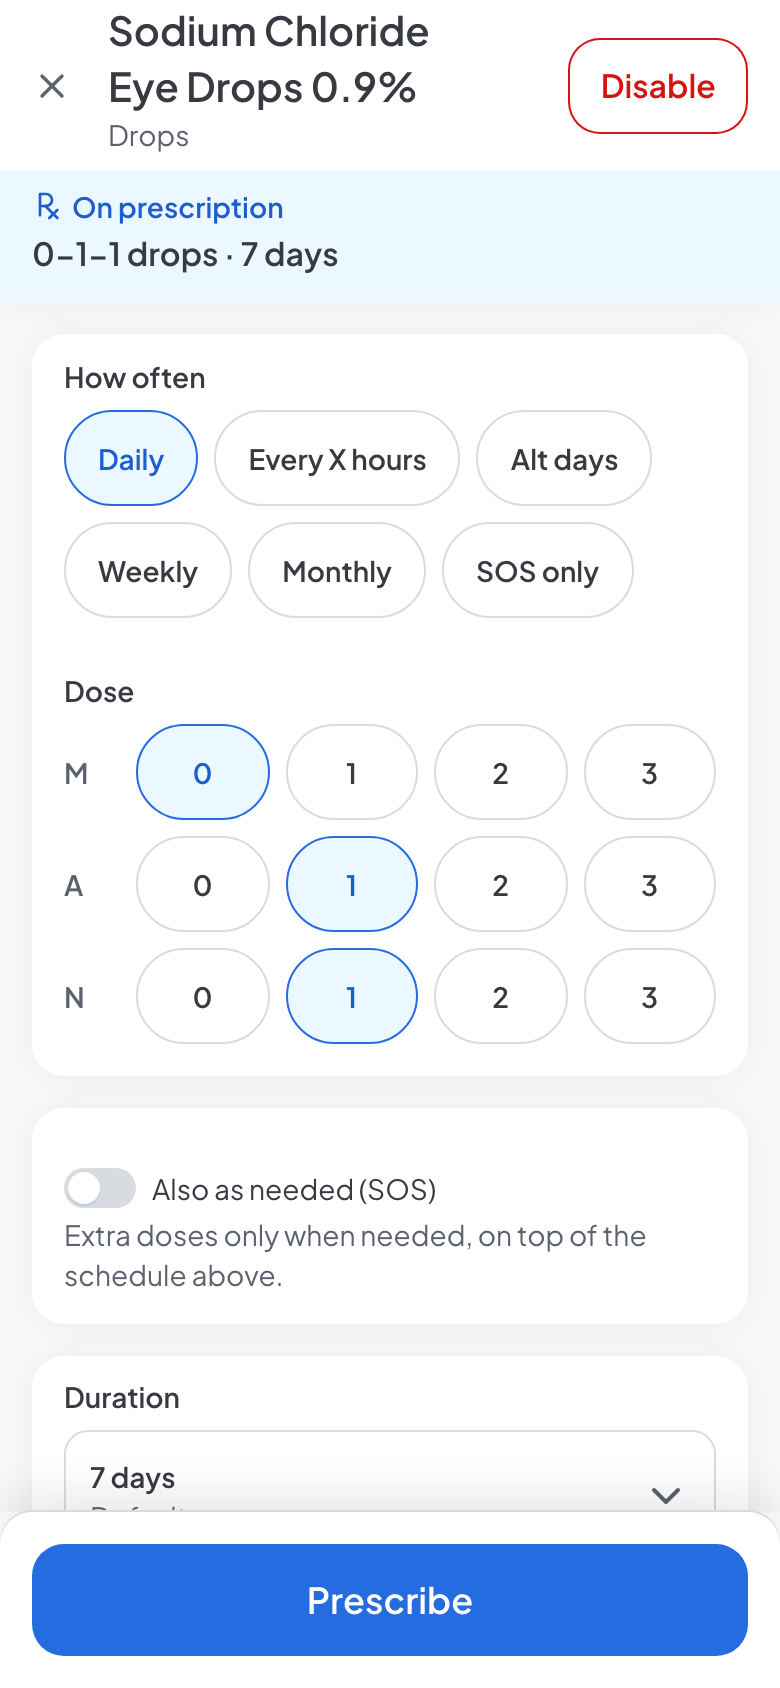 Sodium Chloride
Eye Drops 0.9%
Disable
Drops
On prescription
0–1–1 drops · 7 days
How often
Daily
Every X hours
Alt days
Weekly
Monthly
SOS only
Dose
M 0 1 2 3
A 0 1 2 3
N 0 1 2 3
Also as needed (SOS)
Extra doses only when needed, on top of the
schedule above.
Duration
7 days
Prescribe